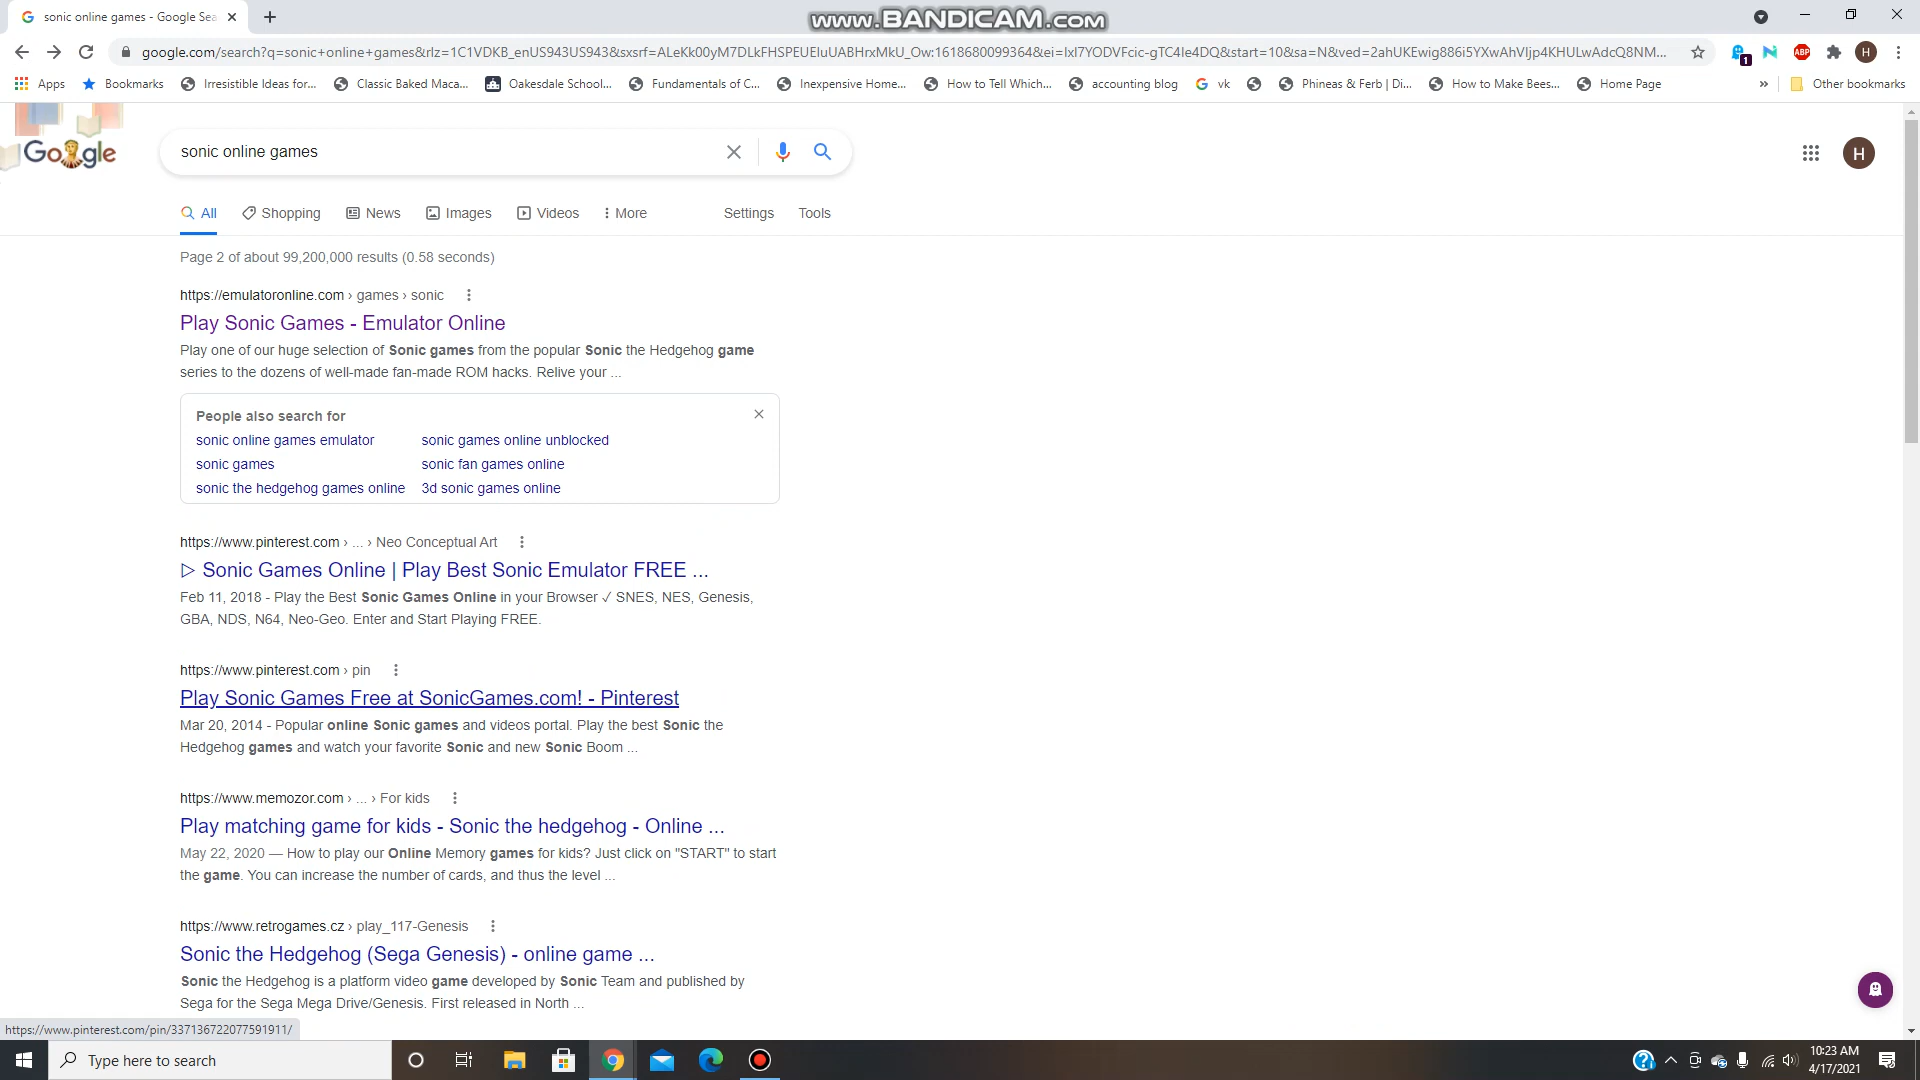 sonic online games - Google Sea
www.BANDICAM.com
google.com/search?q=sonic+online+games&rlz=1C1VDKB_enUS943US943&sxsrf=ALeKk00yM7DLkFHSPEUEluUABHrxMkU_Ow:1618680099364&ei=IxI7YODVFcic-gTC4Ie4DQ&start=10&sa=N&ved=2ahUKEwig886i5YXwAhVIjp4KHULwAdcQ8NM...
1
ABP
H
Apps
Bookmarks
Irresistible Ideas for...
Classic Baked Maca...
Oakesdale School...
Fundamentals of C...
Inexpensive Home...
How to Tell Which...
accounting blog
vk
Phineas & Ferb | Di...
How to Make Bees...
Home Page
»
Other bookmarks
Google
sonic online games
H
All
Shopping
News
Images
Videos
More
Settings
Tools
Page 2 of about 99,200,000 results (0.58 seconds)
https://emulatoronline.com › games › sonic
Play Sonic Games - Emulator Online
Play one of our huge selection of Sonic games from the popular Sonic the Hedgehog game
series to the dozens of well-made fan-made ROM hacks. Relive your ...
People also search for
sonic online games emulator
sonic games online unblocked
sonic games
sonic fan games online
sonic the hedgehog games online
3d sonic games online
https://www.pinterest.com › ... › Neo Conceptual Art
▷ Sonic Games Online | Play Best Sonic Emulator FREE ...
Feb 11, 2018 - Play the Best Sonic Games Online in your Browser ✓ SNES, NES, Genesis,
GBA, NDS, N64, Neo-Geo. Enter and Start Playing FREE.
https://www.pinterest.com › pin
Play Sonic Games Free at SonicGames.com! - Pinterest
Mar 20, 2014 - Popular online Sonic games and videos portal. Play the best Sonic the
Hedgehog games and watch your favorite Sonic and new Sonic Boom ...
https://www.memozor.com › ... › For kids
Play matching game for kids - Sonic the hedgehog - Online ...
May 22, 2020 — How to play our Online Memory games for kids? Just click on "START" to start
the game. You can increase the number of cards, and thus the level ...
https://www.retrogames.cz › play_117-Genesis
Sonic the Hedgehog (Sega Genesis) - online game ...
Sonic the Hedgehog is a platform video game developed by Sonic Team and published by
Sega for the Sega Mega Drive/Genesis. First released in North ...
https://www.pinterest.com/pin/337136722077591911/
Type here to search
10:23 AM
4/17/2021